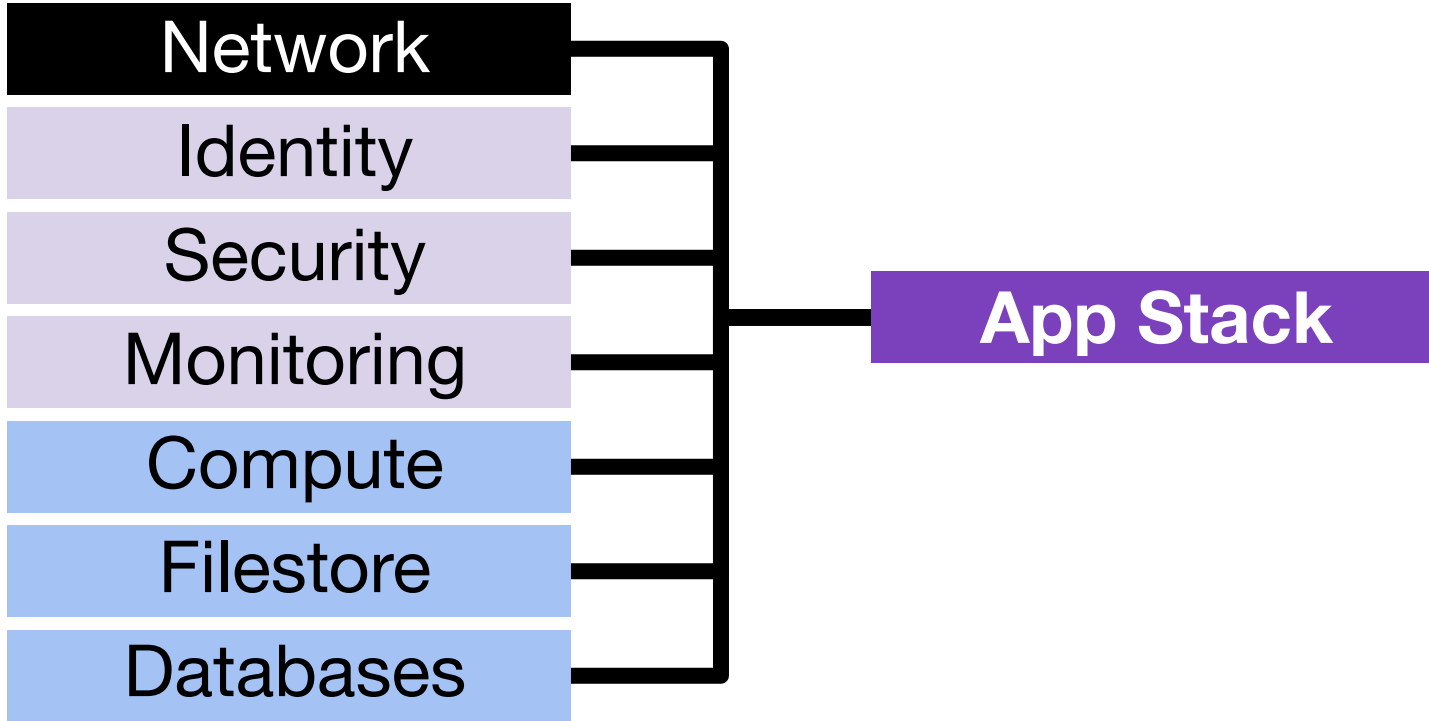 Network
Identity
Security
Monitoring
Compute
Filestore
Databases
App Stack